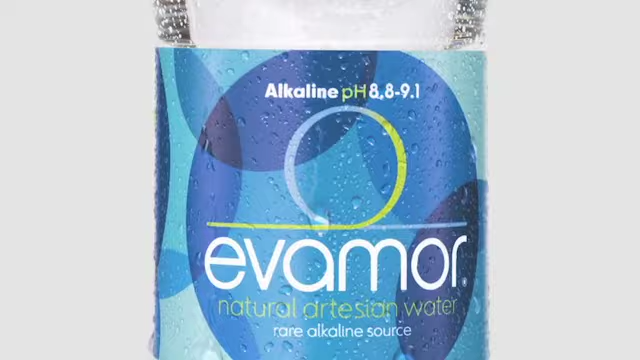 Alkaline pH 8.8-9.1
evamor®
natural artesian water
rare alkaline source